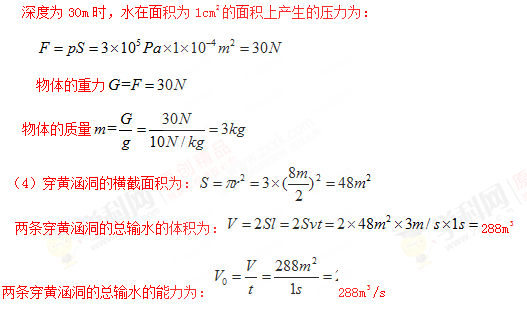 深度为 30m 时，水在面积为 1cm² 的面积上产生的压力为：
F = pS = 3×10⁵Pa×1×10⁻⁴m² = 30N
物体的重力 G=F = 30N
物体的质量 m=G/g = 30N/10N/kg = 3kg
（4）穿黄涵洞的横截面积为：S = πr² = 3×(8m/2)² = 48m²
两条穿黄涵洞的总输水的体积为：V = 2Sl = 2Svt = 2×48m²×3m/s×1s = 288m³
两条穿黄涵洞的总输水的能力为：V₀ = V/t = 288m²/1s = 288m³/s